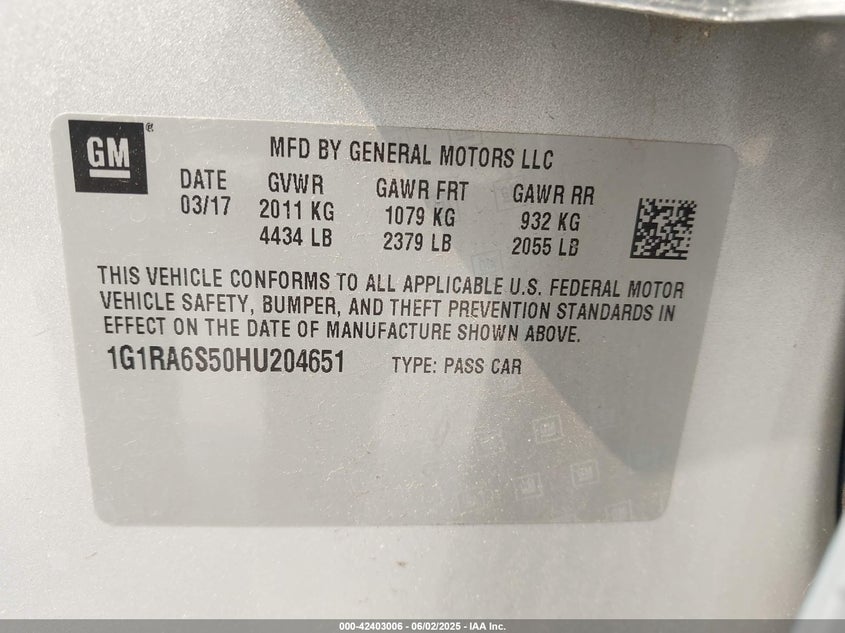 GM®
MFD BY GENERAL MOTORS LLC
DATE GVWR GAWR FRT GAWR RR
03/17 2011 KG 1079 KG 932 KG
4434 LB 2379 LB 2055 LB
THIS VEHICLE CONFORMS TO ALL APPLICABLE U.S. FEDERAL MOTOR
VEHICLE SAFETY, BUMPER, AND THEFT PREVENTION STANDARDS IN
EFFECT ON THE DATE OF MANUFACTURE SHOWN ABOVE.
1G1RA6S50HU204651 TYPE: PASS CAR
000-42403006 - 06/02/2025 - IAA Inc.